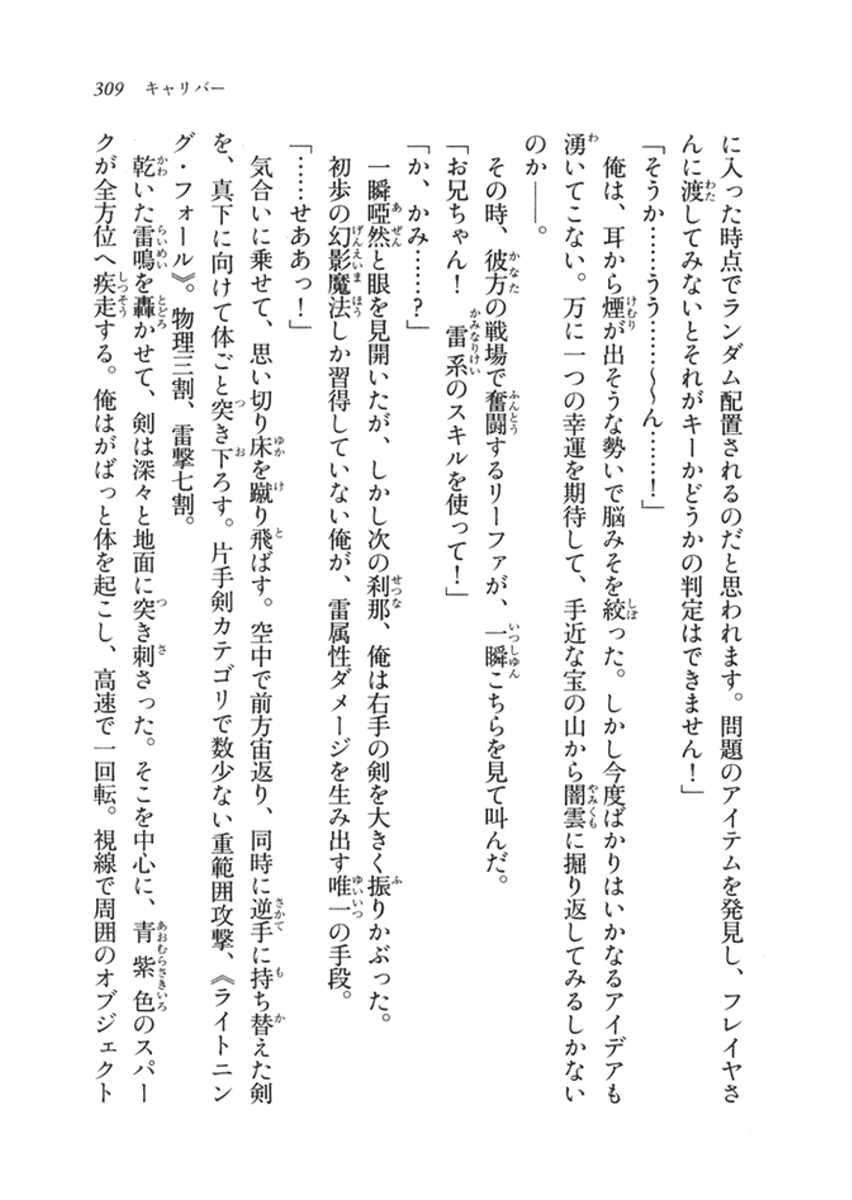 309 キャリバー
に入った時点でランダム配置されるのだと思われます。問題のアイテムを発見し、フレイヤさ
んに渡してみないとそれがキーかどうかの判定はできません！」
「そうか……うう……～～ん……！」
俺は、耳から煙が出そうな勢いで脳みそを絞った。しかし今度ばかりはいかなるアイデアも
湧いてこない。万に一つの幸運を期待して、手近な宝の山から闇雲に掘り返してみるしかない
のか――。
その時、彼方の戦場で奮闘するリーファが、一瞬こちらを見て叫んだ。
「お兄ちゃん！　雷系のスキルを使って！」
「か、かみ……？」
一瞬啞然と眼を見開いたが、しかし次の刹那、俺は右手の剣を大きく振りかぶった。
初歩の幻影魔法しか習得していない俺が、雷属性ダメージを生み出す唯一の手段。
「……せああっ！」
気合いに乗せて、思い切り床を蹴り飛ばす。空中で前方宙返り、同時に逆手に持ち替えた剣
を、真下に向けて体ごと突き下ろす。片手剣カテゴリで数少ない重範囲攻撃、《ライトニン
グ・フォール》。物理三割、雷撃七割。
乾いた雷鳴を轟かせて、剣は深々と地面に突き刺さった。そこを中心に、青紫色のスパー
クが全方位へ疾走する。俺はがばっと体を起こし、高速で一回転。視線で周囲のオブジェクト